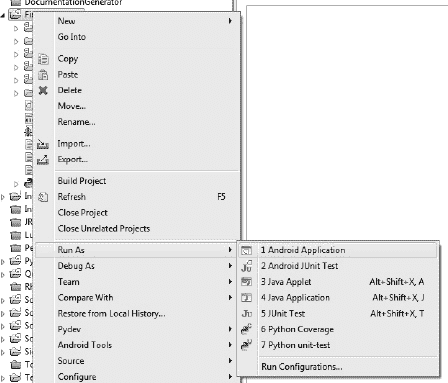 DocumentationGenerator
New
Go Into
Copy
Paste
Delete
Move...
Rename...
Import...
Export...
Build Project
Refresh F5
Close Project
Close Unrelated Projects
Run As
Debug As
Team
Compare With
Restore from Local History...
Pydev
Android Tools
Source
Configure
1 Android Application
2 Android JUnit Test
3 Java Applet Alt+Shift+X, A
4 Java Application Alt+Shift+X, J
5 JUnit Test Alt+Shift+X, T
6 Python Coverage
7 Python unit-test
Run Configurations...